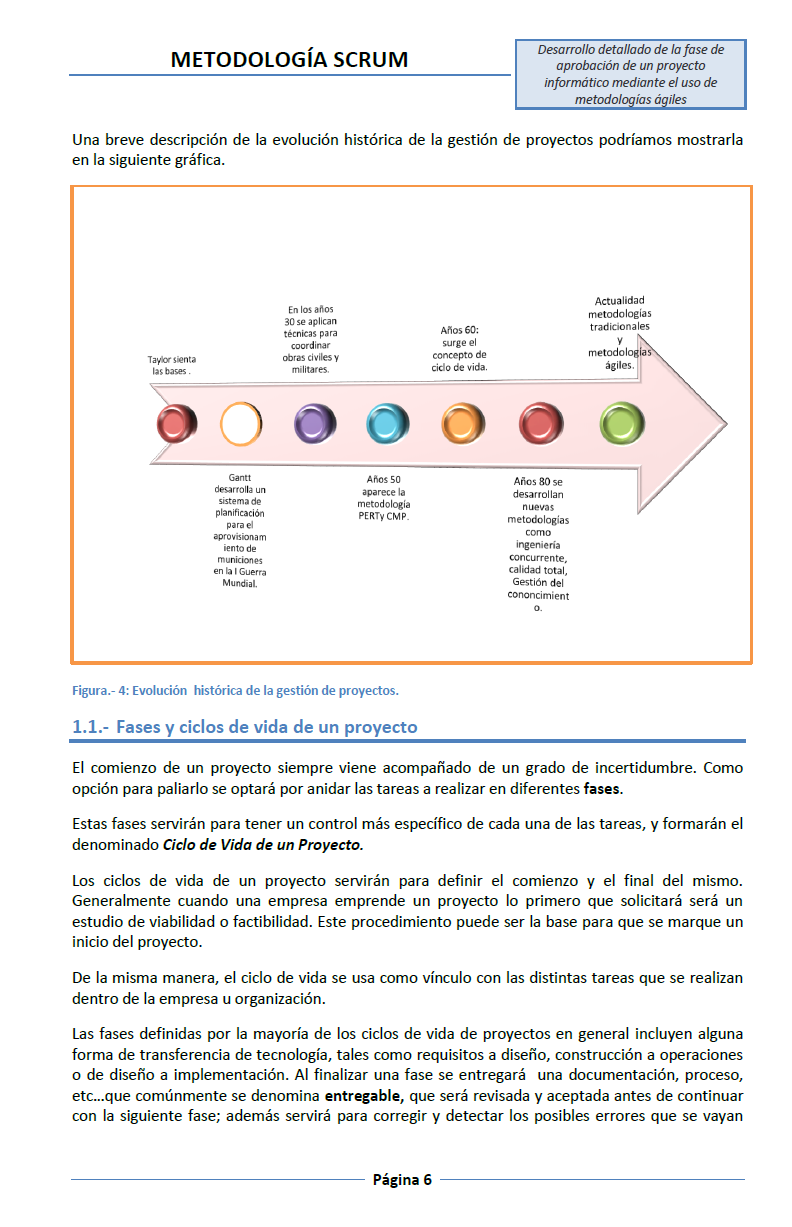 METODOLOGÍA SCRUM
Desarrollo detallado de la fase de
aprobación de un proyecto
informático mediante el uso de
metodologías ágiles
Una breve descripción de la evolución histórica de la gestión de proyectos podríamos mostrarla
en la siguiente gráfica.
Taylor sienta
las bases .
Gantt
desarrolla un
sistema de
planificación
para el
aprovisionam
iento de
municiones
en la I Guerra
Mundial.
En los años
30 se aplican
técnicas para
coordinar
obras civiles y
militares.
Años 50
aparece la
metodología
PERTy CMP.
Años 60:
surge el
concepto de
ciclo de vida.
Años 80 se
desarrollan
nuevas
metodologías
como
ingeniería
concurrente,
calidad total,
Gestión del
cononcimient
o.
Actualidad
metodologías
tradicionales
y
metodologías
ágiles.
Figura.- 4: Evolución  histórica de la gestión de proyectos.
1.1.- Fases y ciclos de vida de un proyecto
El comienzo de un proyecto siempre viene acompañado de un grado de incertidumbre. Como
opción para paliarlo se optará por anidar las tareas a realizar en diferentes fases.
Estas fases servirán para tener un control más específico de cada una de las tareas, y formarán el
denominado Ciclo de Vida de un Proyecto.
Los ciclos de vida de un proyecto servirán para definir el comienzo y el final del mismo.
Generalmente cuando una empresa emprende un proyecto lo primero que solicitará será un
estudio de viabilidad o factibilidad. Este procedimiento puede ser la base para que se marque un
inicio del proyecto.
De la misma manera, el ciclo de vida se usa como vínculo con las distintas tareas que se realizan
dentro de la empresa u organización.
Las fases definidas por la mayoría de los ciclos de vida de proyectos en general incluyen alguna
forma de transferencia de tecnología, tales como requisitos a diseño, construcción a operaciones
o de diseño a implementación. Al finalizar una fase se entregará  una documentación, proceso,
etc…que comúnmente se denomina entregable, que será revisada y aceptada antes de continuar
con la siguiente fase; además servirá para corregir y detectar los posibles errores que se vayan
Página 6